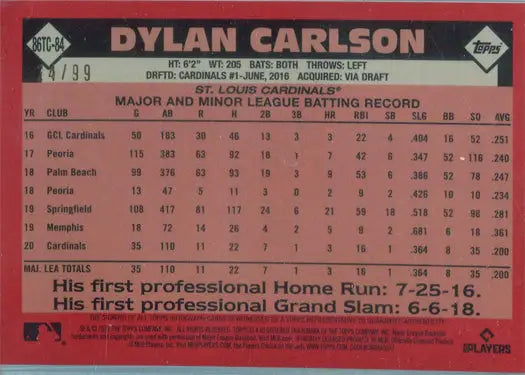 86TC-84
DYLAN CARLSON
topps
/99
HT: 6'2" WT: 205 BATS: BOTH THROWS: LEFT
DRFTD: CARDINALS #1-JUNE, 2016 ACQUIRED: VIA DRAFT
ST. LOUIS CARDINALS®
MAJOR AND MINOR LEAGUE BATTING RECORD
YR CLUB G AB R H 2B 3B HR RBI SB SLG BB SO AVG
16 GCL Cardinals 50 183 30 46 13 3 3 22 4 .404 16 52 .251
17 Peoria 115 383 63 92 18 1 7 42 6 .347 52 116 .240
18 Palm Beach 99 376 63 93 19 3 9 53 6 .386 52 78 .247
18 Peoria 13 47 5 11 3 0 2 9 2 .426 10 10 .234
19 Springfield 108 417 81 117 24 6 21 59 18 .518 52 98 .281
19 Memphis 18 72 14 26 4 2 5 9 2 .681 6 18 .361
20 Cardinals 35 110 11 22 7 1 3 16 1 .364 8 35 .200
MAJ. LEA TOTALS 35 110 11 22 7 1 3 16 1 .364 8 35 .200
His first professional Home Run: 7-25-16.
His first professional Grand Slam: 6-6-18.
THE TOPPS COMPANY, INC. ALL RIGHTS RESERVED.
PLAYERS